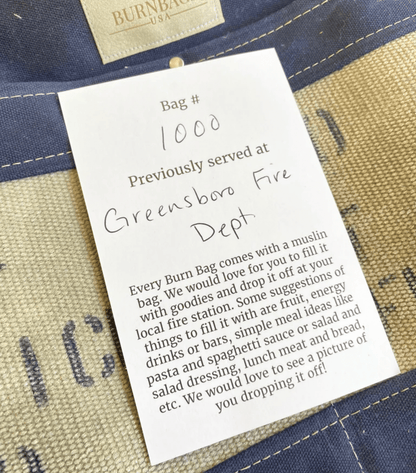 BURNBAG
USA
Bag #
1000
Previously served at
Greensboro Fire
Dept
Every Burn Bag comes with a muslin
bag. We would love for you to fill it
with goodies and drop it off at your
local fire station. Some suggestions of
things to fill it with are fruit, energy
drinks or bars, simple meal ideas like
pasta and spaghetti sauce or salad and
salad dressing, lunch meat and bread,
etc. We would love to see a picture of
you dropping it off!